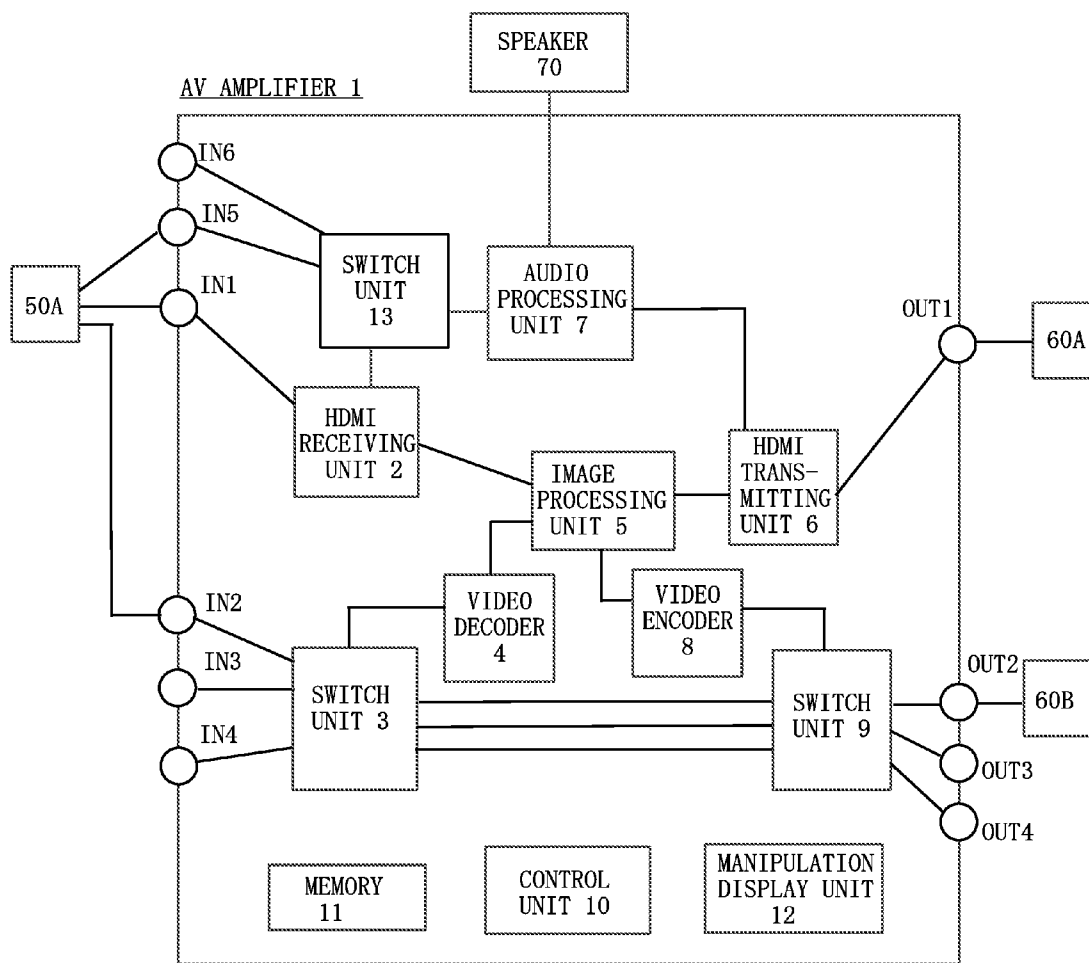 SPEAKER
70
AV AMPLIFIER 1
IN6
IN5
IN1
50A
SWITCH
UNIT
13
AUDIO
PROCESSING
UNIT 7
OUT1
60A
HDMI
RECEIVING
UNIT 2
IMAGE
PROCESSING
UNIT 5
HDMI
TRANS-
MITTING
UNIT 6
IN2
IN3
IN4
VIDEO
DECODER
4
VIDEO
ENCODER
8
SWITCH
UNIT 3
SWITCH
UNIT 9
OUT2
60B
OUT3
OUT4
MEMORY
11
CONTROL
UNIT 10
MANIPULATION
DISPLAY UNIT
12